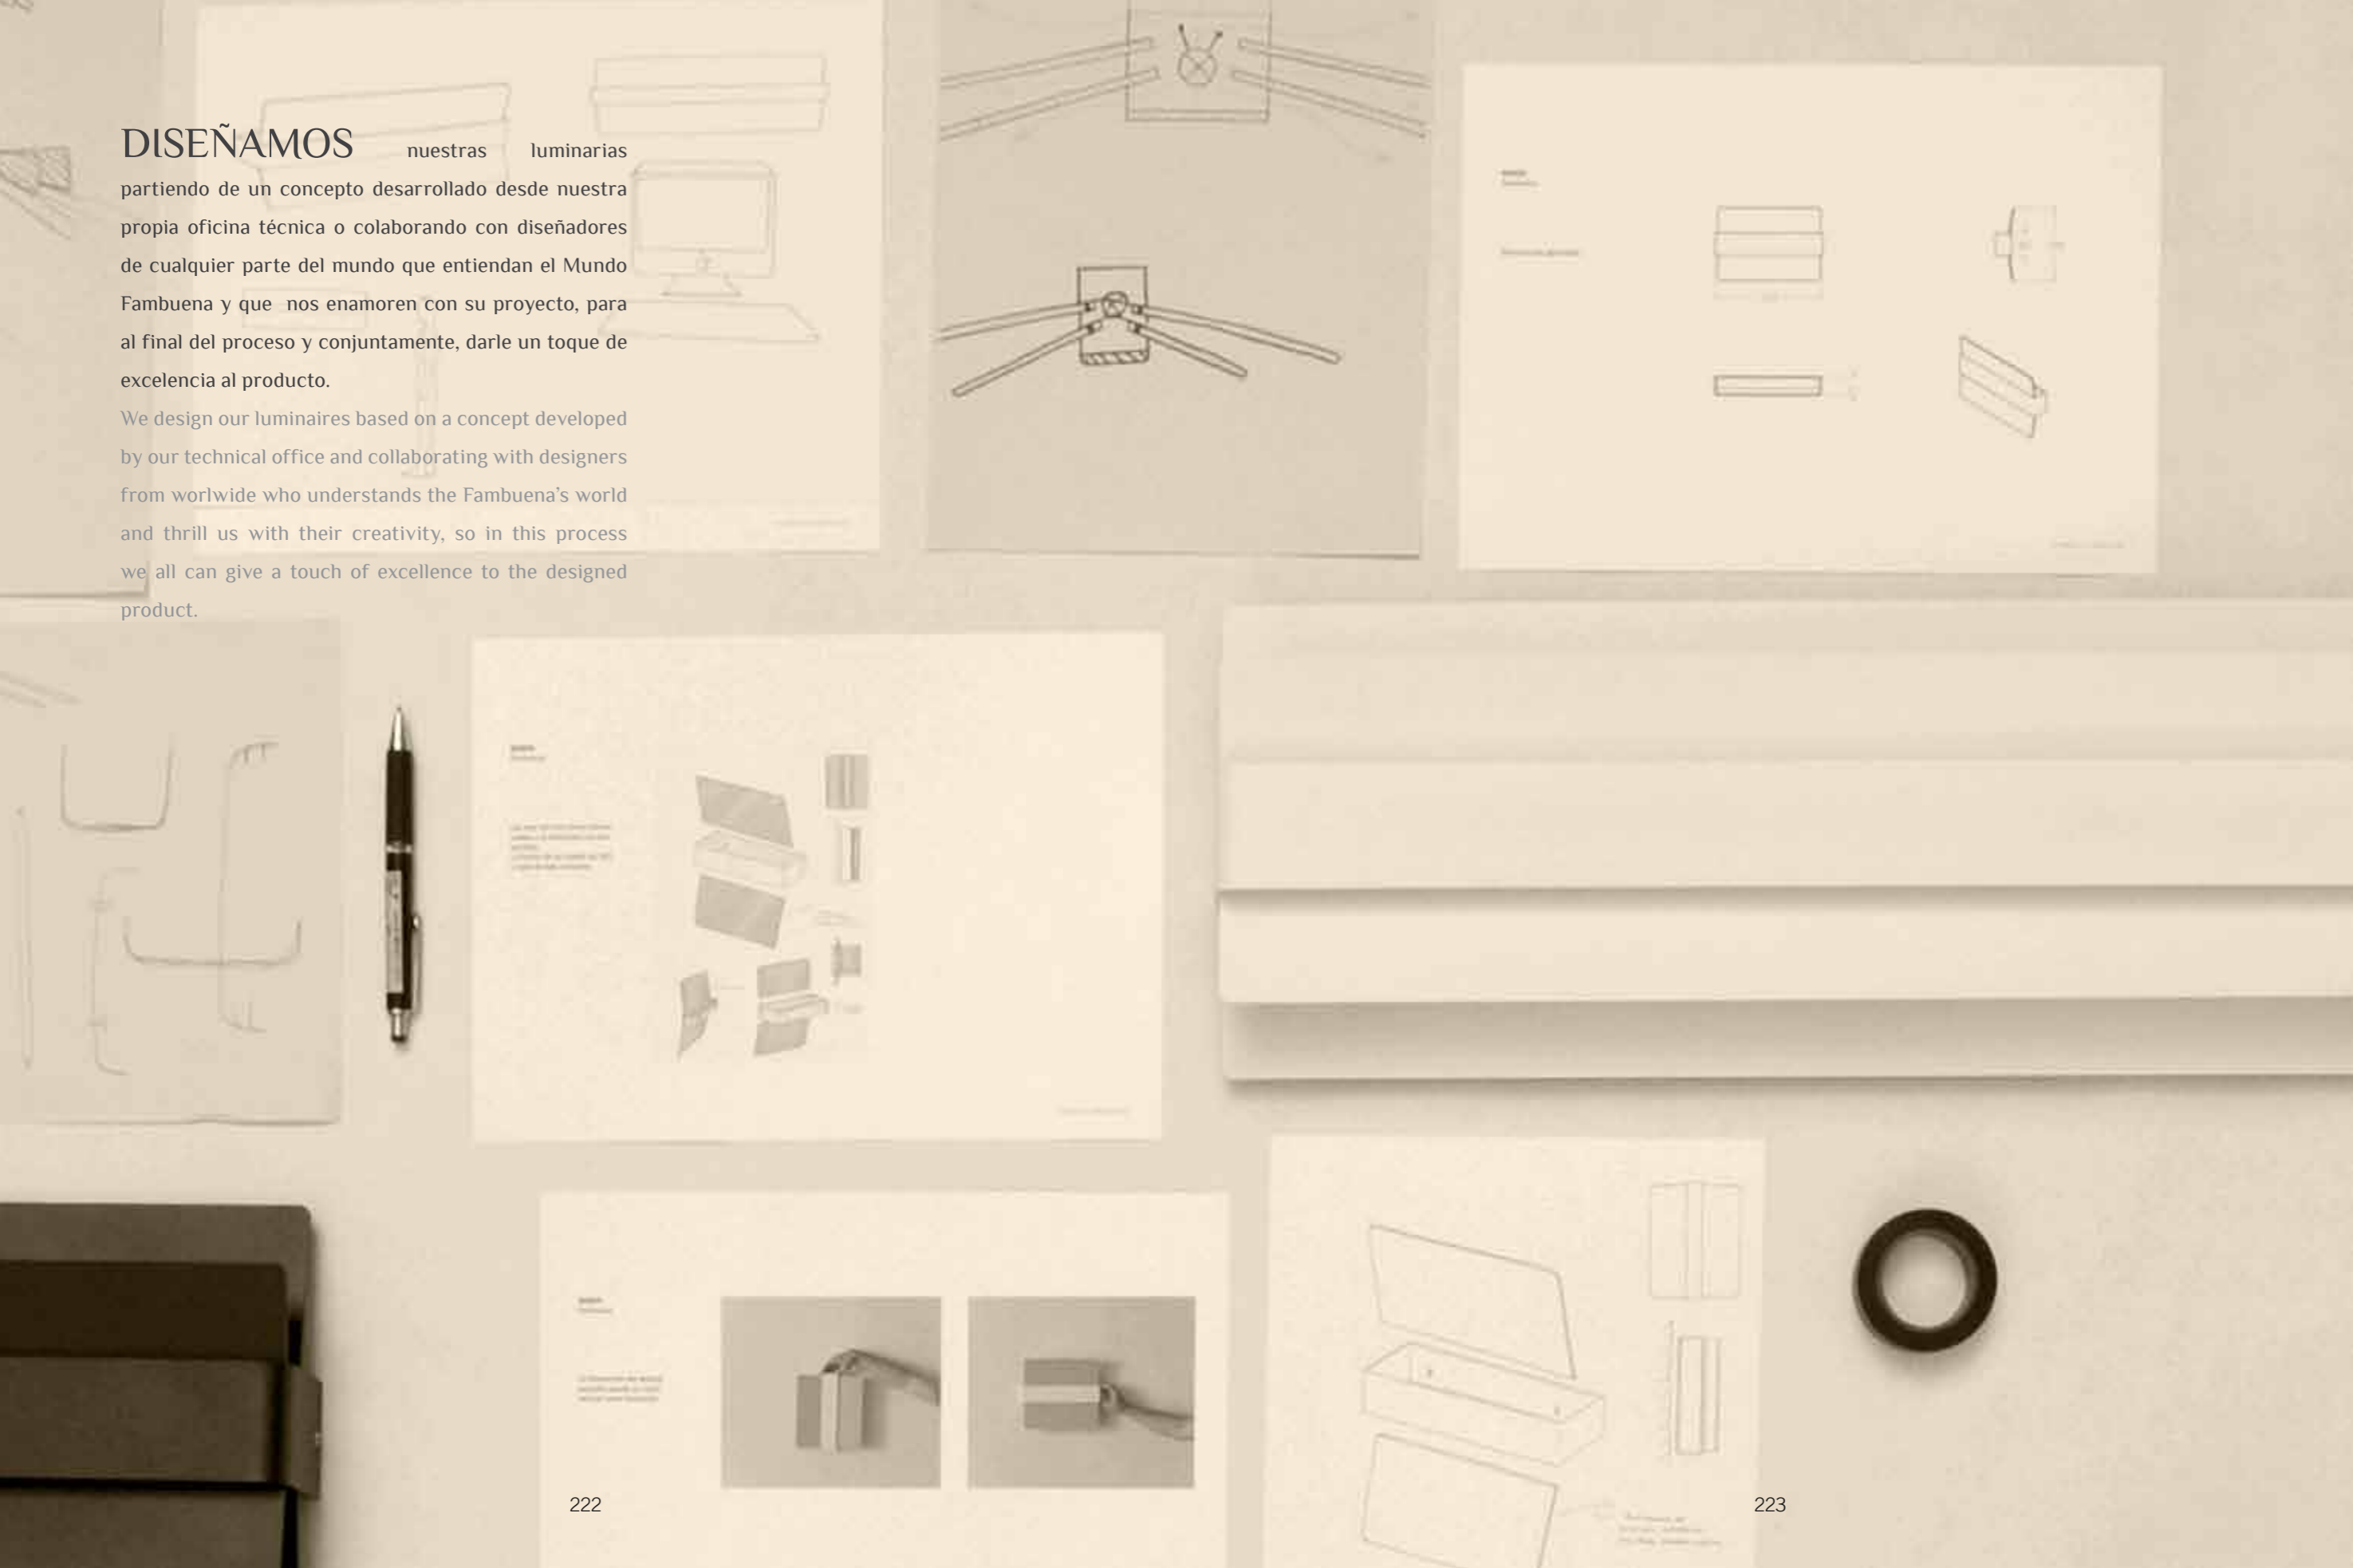 DISEÑAMOS nuestras luminarias
partiendo de un concepto desarrollado desde nuestra
propia oficina técnica o colaborando con diseñadores
de cualquier parte del mundo que entiendan el Mundo
Fambuena y que nos enamoren con su proyecto, para
al final del proceso y conjuntamente, darle un toque de
excelencia al producto.
We design our luminaires based on a concept developed
by our technical office and collaborating with designers
from worlwide who understands the Fambuena’s world
and thrill us with their creativity, so in this process
we all can give a touch of excellence to the designed
product.
222
223